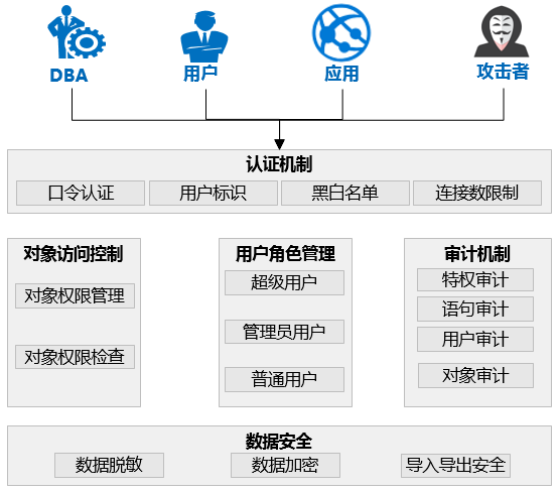 DBA
用户
应用
攻击者
认证机制
口令认证
用户标识
黑白名单
连接数限制
对象访问控制
对象权限管理
对象权限检查
用户角色管理
超级用户
管理员用户
普通用户
审计机制
特权审计
语句审计
用户审计
对象审计
数据安全
数据脱敏
数据加密
导入导出安全